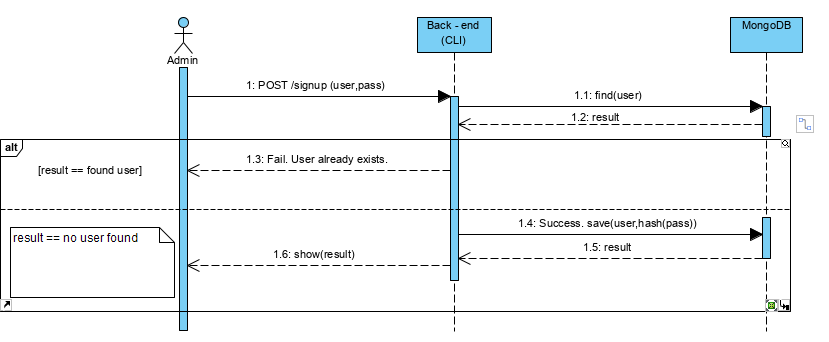 Back - end
(CLI)
MongoDB
Admin
1: POST /signup (user,pass)
1.1: find(user)
1.2: result
alt
[result == found user]
1.3: Fail. User already exists.
result == no user found
1.4: Success. save(user,hash(pass))
1.5: result
1.6: show(result)